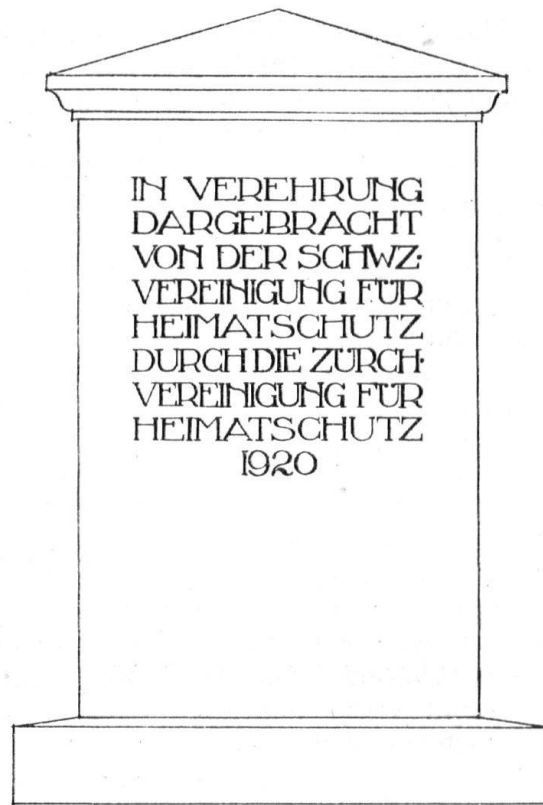 IN VEREHRUNG
DARGEBRACHT
VON DER SCHWZ·
VEREINIGUNG FÜR
HEIMATSCHUTZ
DURCH DIE ZÜRCH·
VEREINIGUNG FÜR
HEIMATSCHUTZ
1920